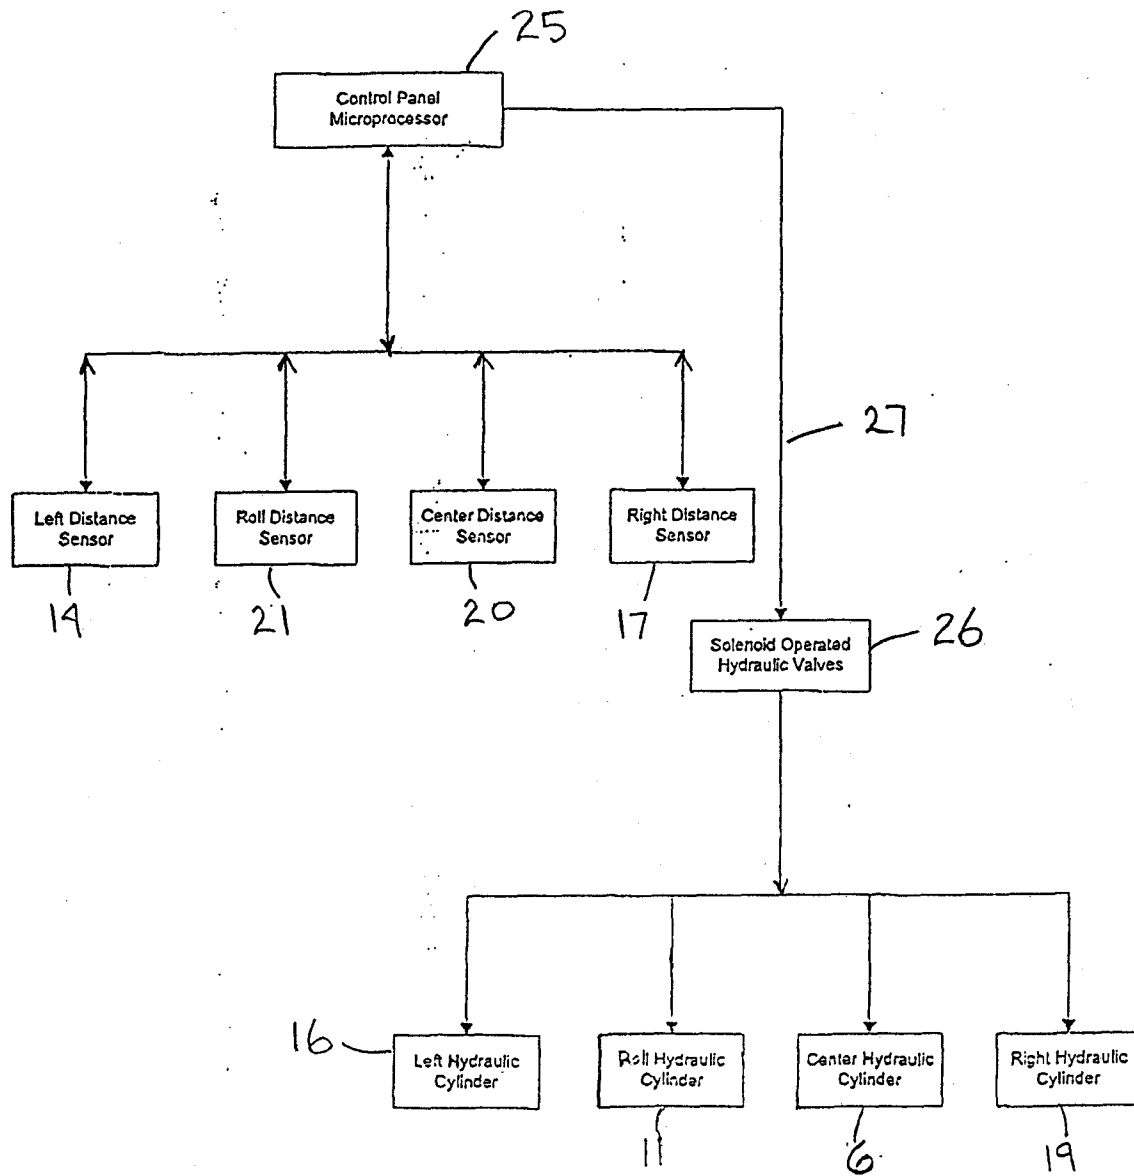 25
Control Panel
Microprocessor
27
Left Distance
Sensor
Roll Distance
Sensor
Center Distance
Sensor
Right Distance
Sensor
14
21
20
17
Solenoid Operated
Hydraulic Valves
26
16
Left Hydraulic
Cylinder
Roll Hydraulic
Cylinder
Center Hydraulic
Cylinder
Right Hydraulic
Cylinder
11
6
19